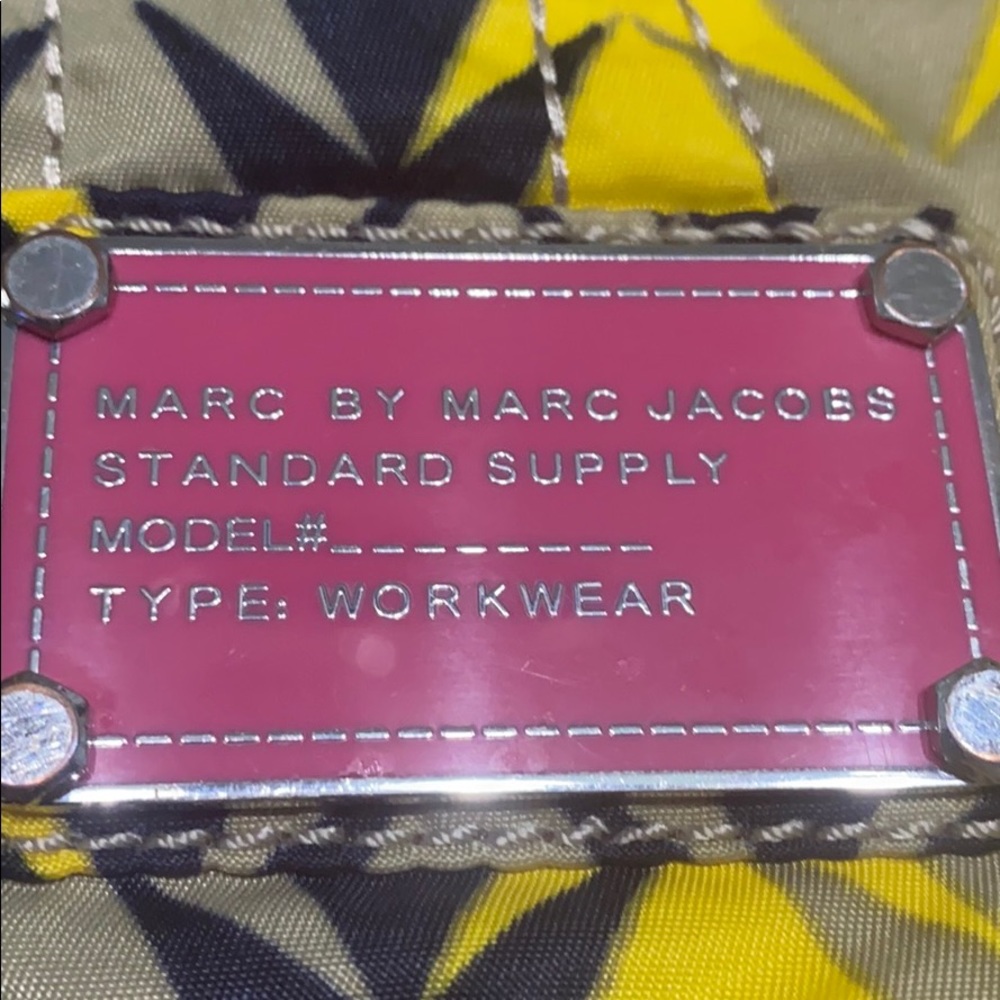 MARC BY MARC JACOBS
STANDARD SUPPLY
MODEL#________
TYPE: WORKWEAR